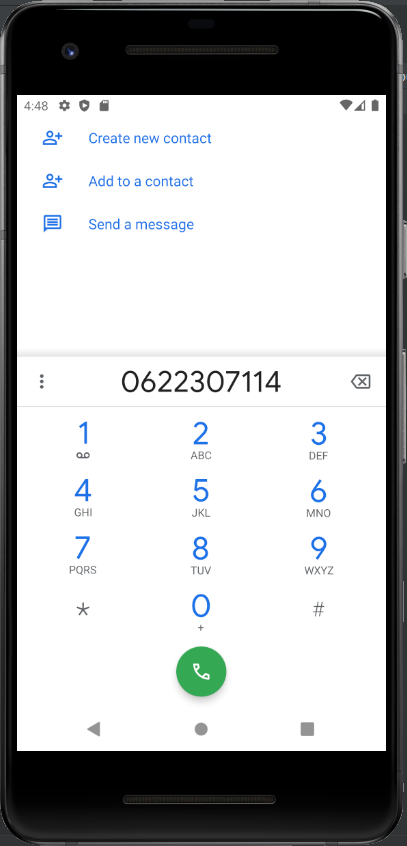 4:48
Create new contact
Add to a contact
Send a message
0622307114
1 2 3
ABC DEF
4 5 6
GHI JKL MNO
7 8 9
PQRS TUV WXYZ
* 0 #
+